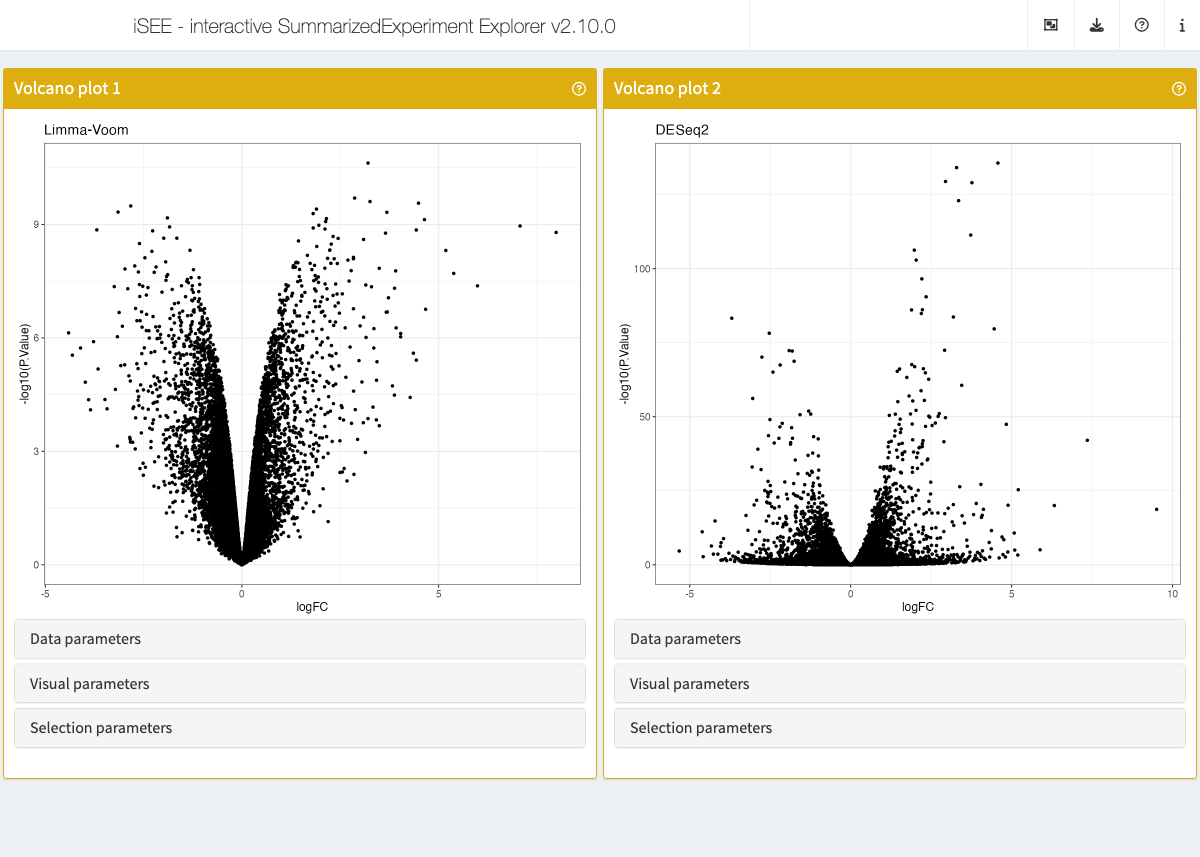 iSEE - interactive SummarizedExperiment Explorer v2.10.0
Volcano plot 1
Limma-Voom
-log10(P.Value)
9
6
3
0
-5 0 5
logFC
Data parameters
Visual parameters
Selection parameters
Volcano plot 2
DESeq2
-log10(P.Value)
100
50
0
-5 0 5 10
logFC
Data parameters
Visual parameters
Selection parameters